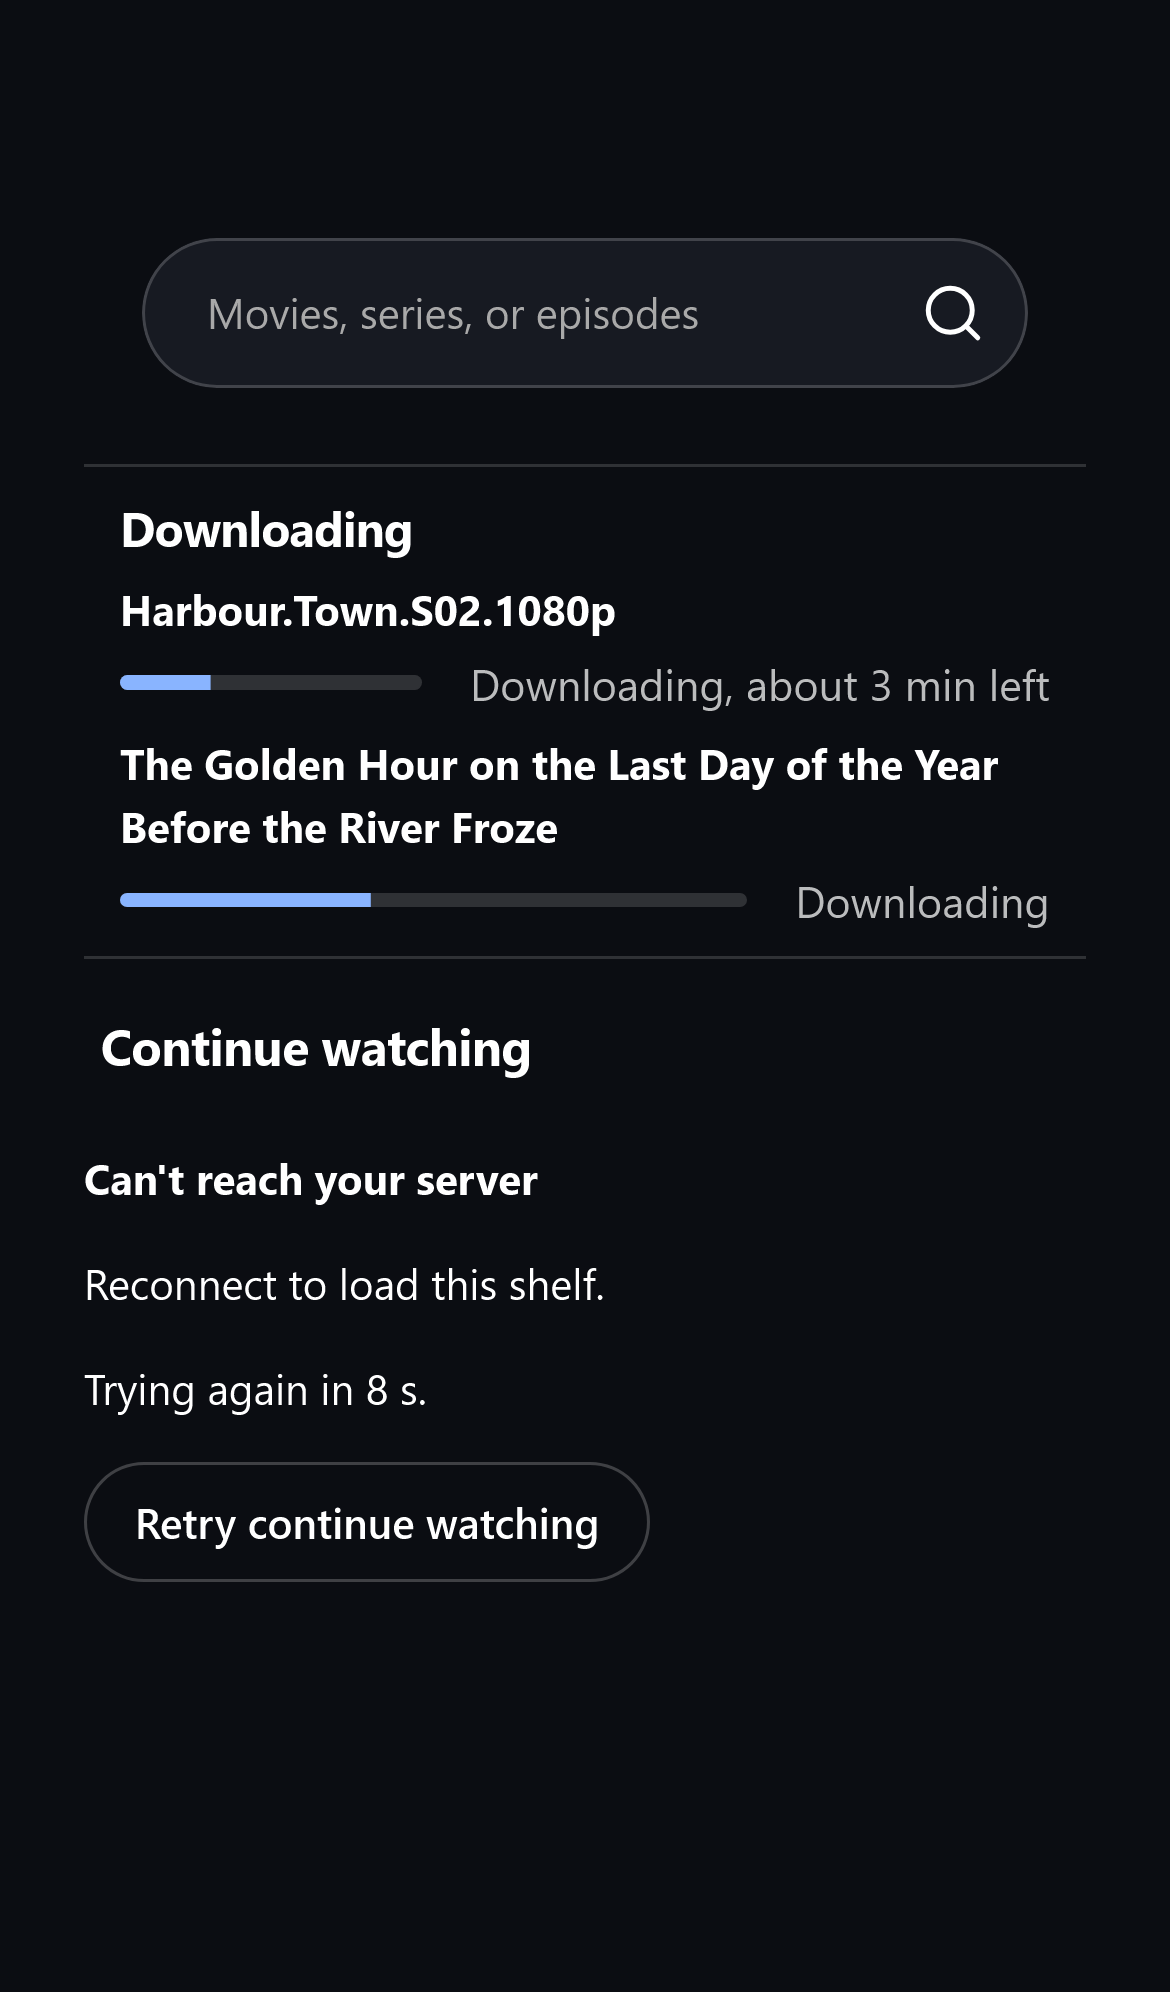 Movies, series, or episodes
Downloading
Harbour.Town.S02.1080p
Downloading, about 3 min left
The Golden Hour on the Last Day of the Year
Before the River Froze
Downloading
Continue watching
Can't reach your server
Reconnect to load this shelf.
Trying again in 8 s.
Retry continue watching